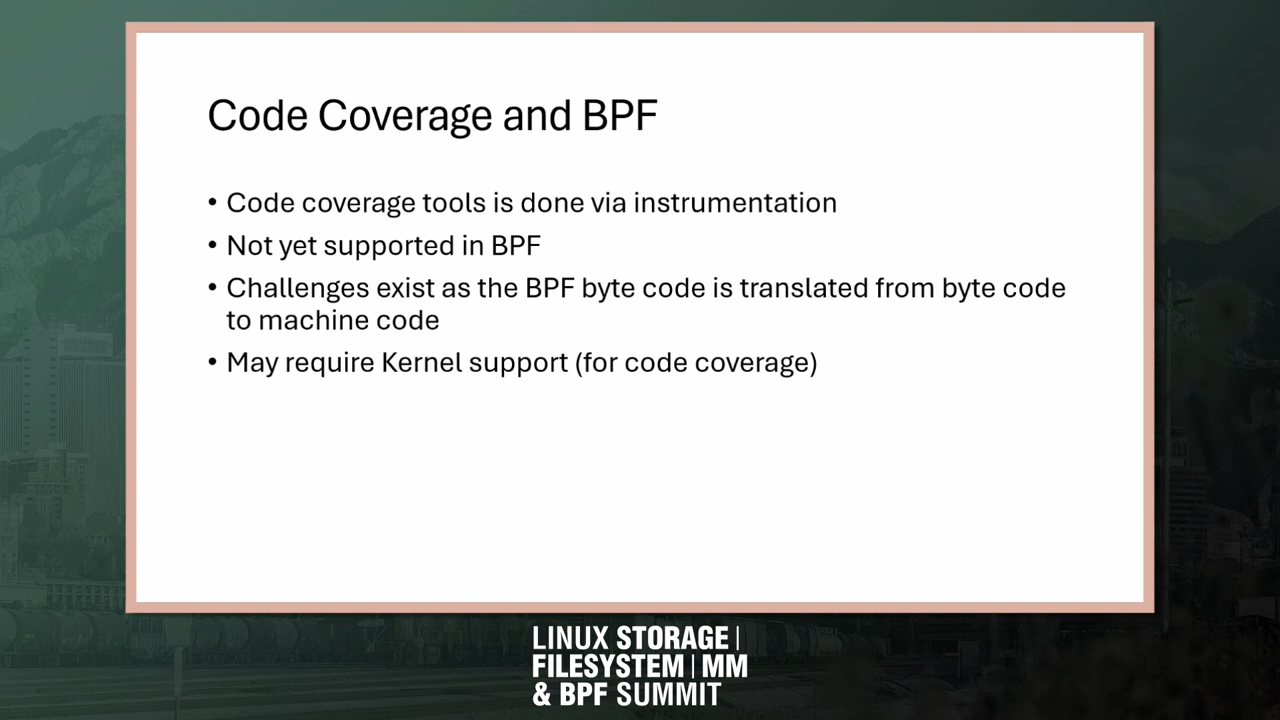 Code Coverage and BPF
• Code coverage tools is done via instrumentation
• Not yet supported in BPF
• Challenges exist as the BPF byte code is translated from byte code
to machine code
• May require Kernel support (for code coverage)
LINUX STORAGE |
FILESYSTEM | MM
& BPF SUMMIT